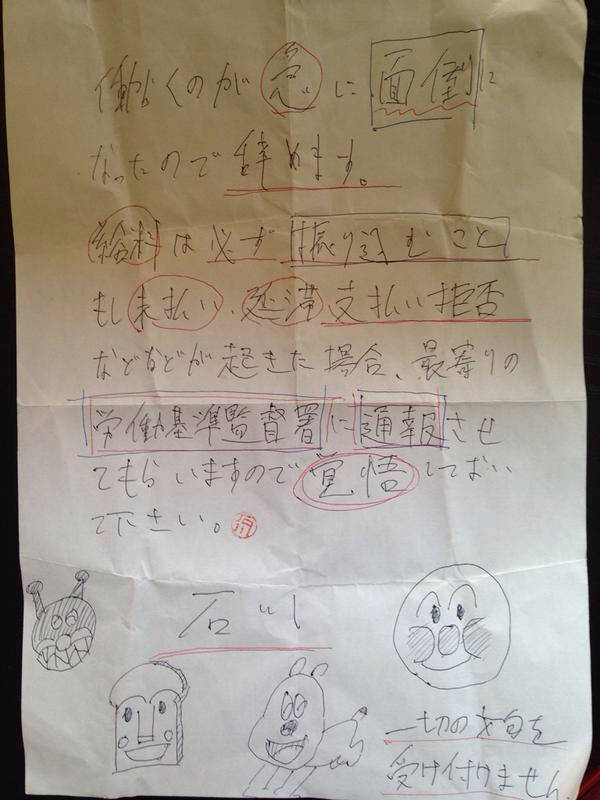 働くのが急に面倒に
なったので辞めます。
給料は必ず振り込むこと
もし未払い、延滞支払い拒否
などなどが起きた場合、最寄りの
労働基準監督署に通報させ
てもらいますので覚悟しておい
て下さい。
石川
一切の文句を
受け付けません